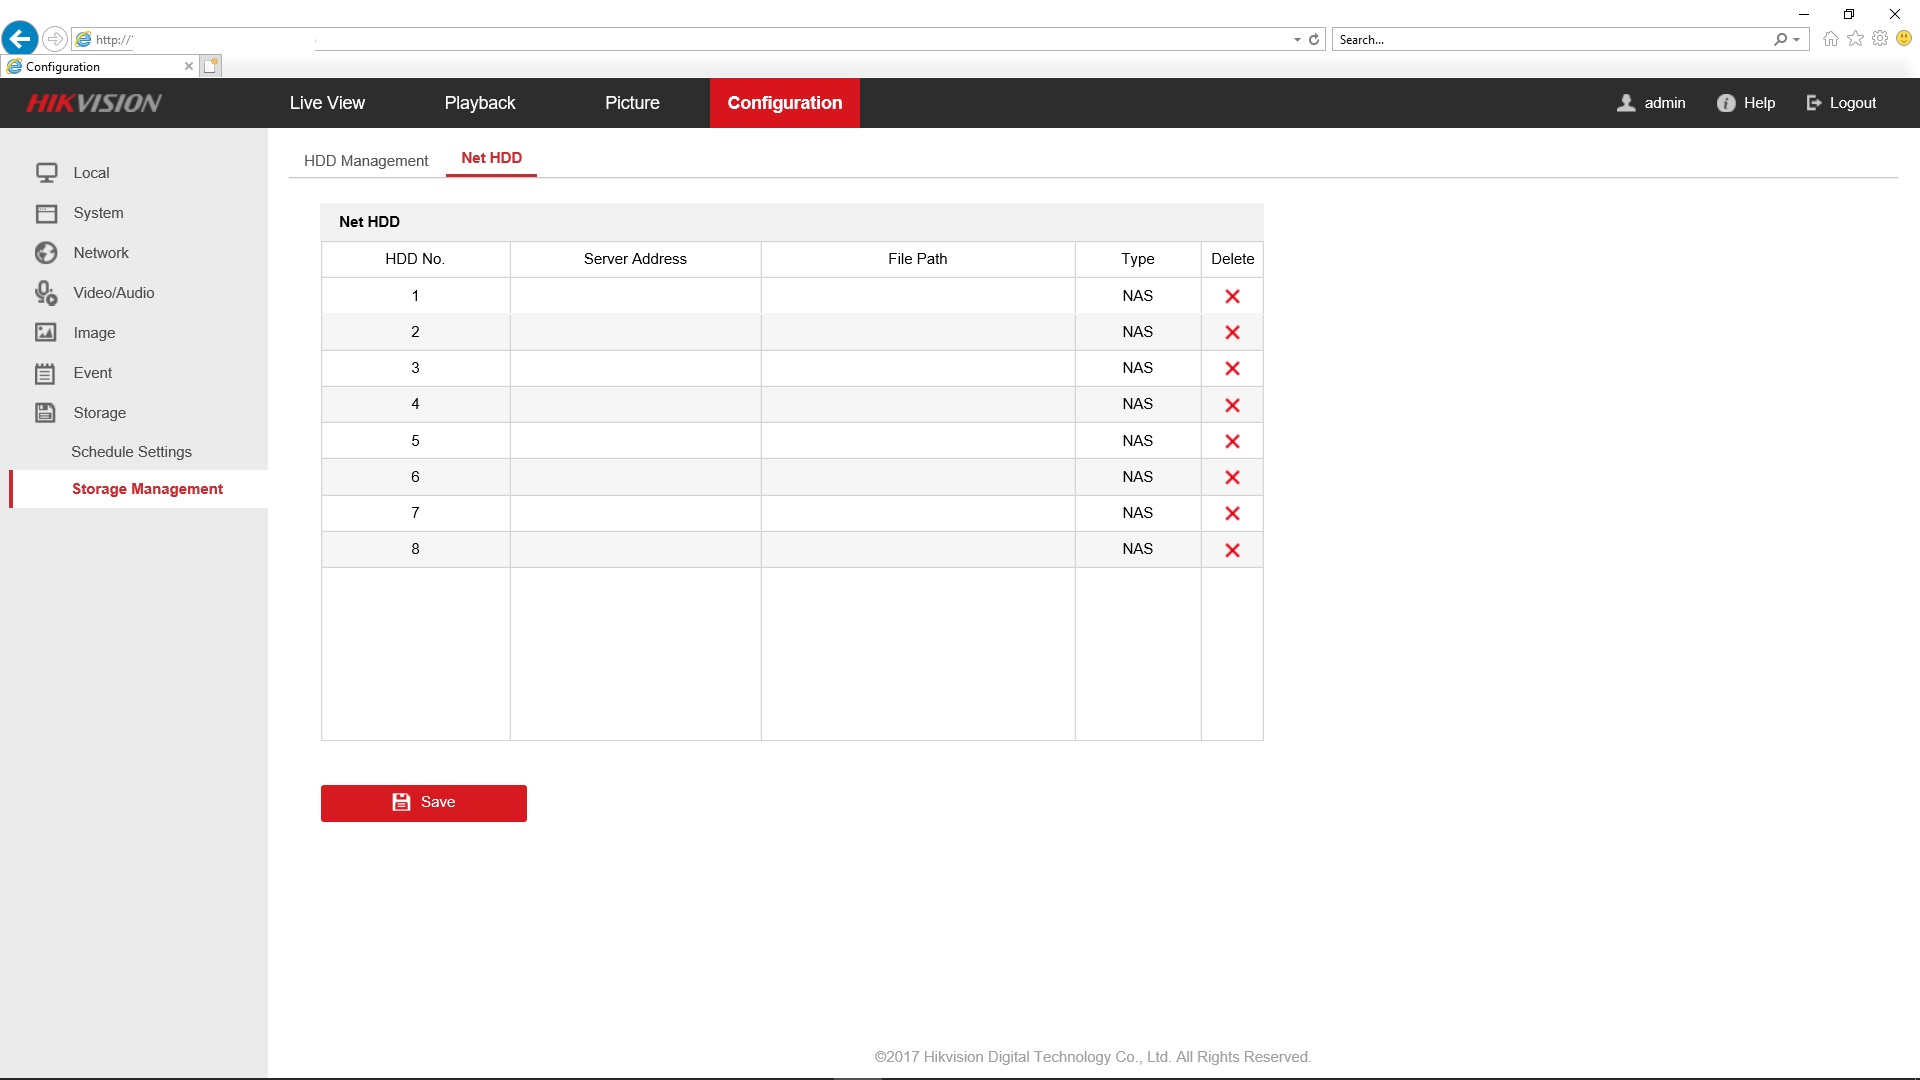 http://
Search...
Configuration
HIKVISION
Live View
Playback
Picture
Configuration
admin
Help
Logout
Local
System
Network
Video/Audio
Image
Event
Storage
Schedule Settings
Storage Management
HDD Management
Net HDD
Net HDD
HDD No. Server Address File Path Type Delete
1 NAS
2 NAS
3 NAS
4 NAS
5 NAS
6 NAS
7 NAS
8 NAS
Save
©2017 Hikvision Digital Technology Co., Ltd. All Rights Reserved.